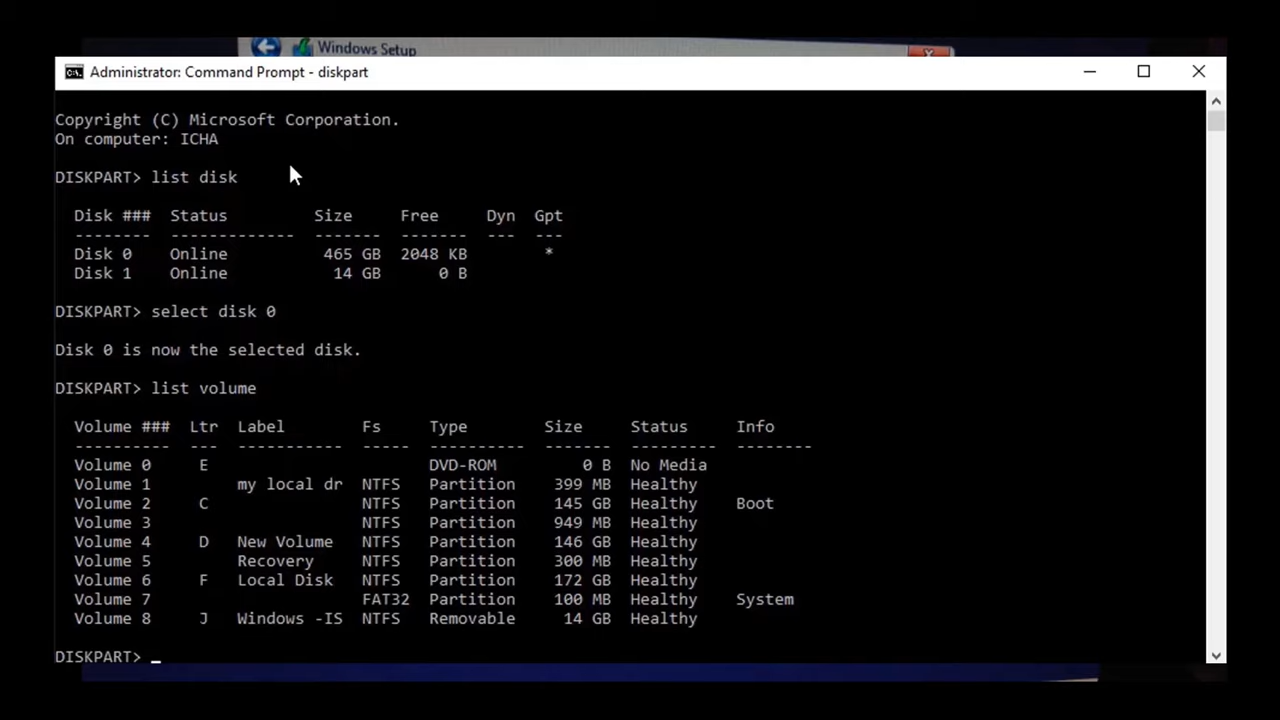 Windows Setup
Administrator: Command Prompt - diskpart
Copyright (C) Microsoft Corporation.
On computer: ICHA
DISKPART> list disk
Disk ### Status Size Free Dyn Gpt
-------- ------------- ------- ------- --- ---
Disk 0 Online 465 GB 2048 KB *
Disk 1 Online 14 GB 0 B
DISKPART> select disk 0
Disk 0 is now the selected disk.
DISKPART> list volume
Volume ### Ltr Label Fs Type Size Status Info
---------- --- ----------- ----- ---------- ------- --------- --------
Volume 0 E DVD-ROM 0 B No Media
Volume 1 my local dr NTFS Partition 399 MB Healthy
Volume 2 C NTFS Partition 145 GB Healthy Boot
Volume 3 NTFS Partition 949 MB Healthy
Volume 4 D New Volume NTFS Partition 146 GB Healthy
Volume 5 Recovery NTFS Partition 300 MB Healthy
Volume 6 F Local Disk NTFS Partition 172 GB Healthy
Volume 7 FAT32 Partition 100 MB Healthy System
Volume 8 J Windows -IS NTFS Removable 14 GB Healthy
DISKPART> _